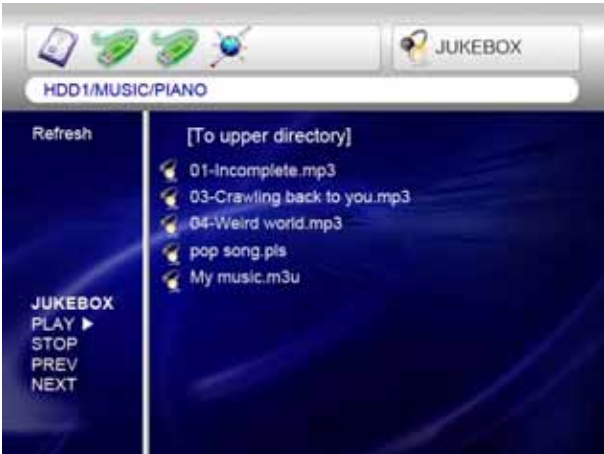 JUKEBOX
HDD1/MUSIC/PIANO
Refresh
[To upper directory]
01-Incomplete.mp3
03-Crawling back to you.mp3
04-Weird world.mp3
pop song.pls
My music.m3u
JUKEBOX
PLAY ▶
STOP
PREV
NEXT